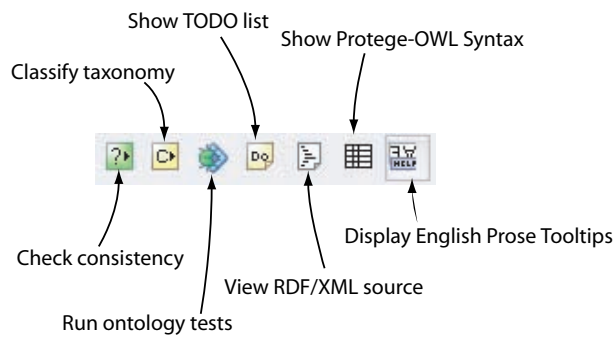 Show TODO list
Show Protege-OWL Syntax
Classify taxonomy
?
C
Do
HELP
Display English Prose Tooltips
Check consistency
View RDF/XML source
Run ontology tests